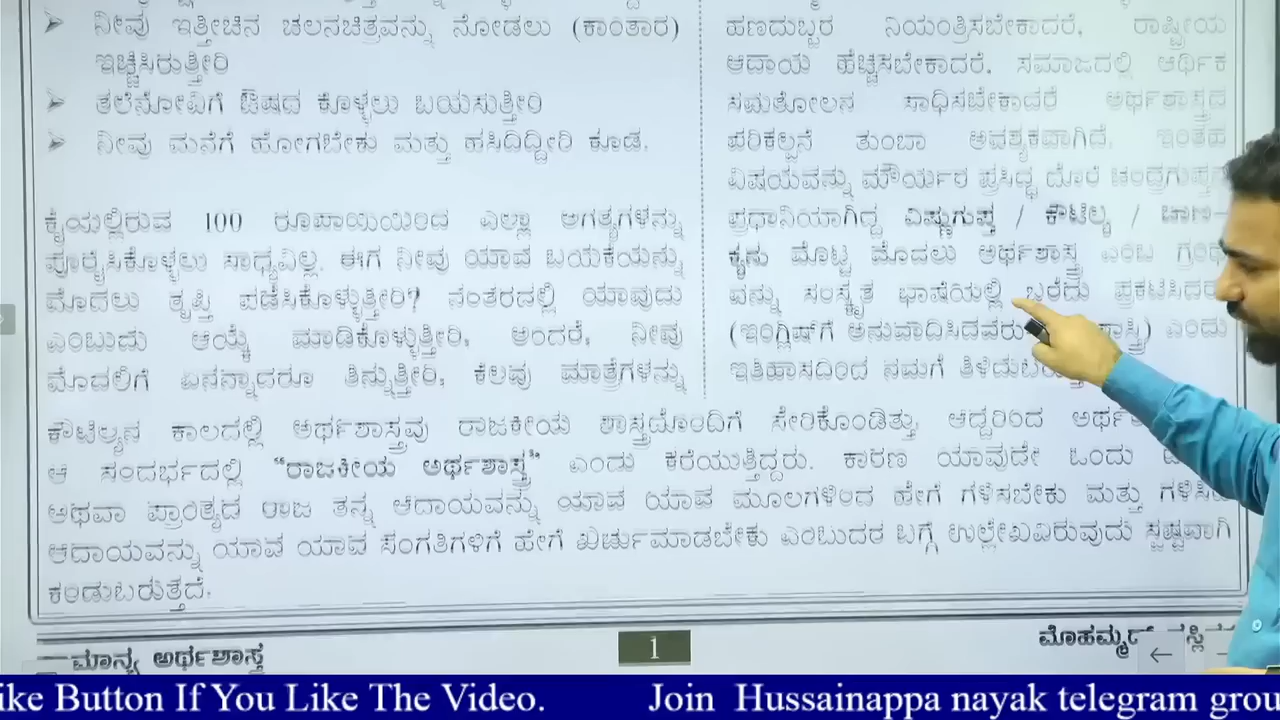 ನೀವು ಇತ್ತೀಚಿನ ಚಲನಚಿತ್ರವನ್ನು ನೋಡಲು (ಕಾಂತಾರ)
ಇಚ್ಛಿಸಿರುತ್ತೀರಿ
ತಲೆನೋವಿಗೆ ಔಷದ ಕೊಳ್ಳಲು ಬಯಸುತ್ತೀರಿ
ನೀವು ಮನೆಗೆ ಹೋಗಬೇಕು ಮತ್ತು ಹಸಿದಿದ್ದೀರಿ ಕೂಡ.
ಕೈಯಲ್ಲಿರುವ 100 ರೂಪಾಯಿಯಿಂದ ಎಲ್ಲಾ ಅಗತ್ಯಗಳನ್ನು
ಪೂರೈಸಿಕೊಳ್ಳಲು ಸಾಧ್ಯವಿಲ್ಲ. ಈಗ ನೀವು ಯಾವ ಬಯಕೆಯನ್ನು
ಮೊದಲು ತೃಪ್ತಿ ಪಡೆಸಿಕೊಳ್ಳುತ್ತೀರಿ? ನಂತರನಲ್ಲಿ ಯಾವುದು
ಎಂಬುದು ಆಯ್ಕೆ ಮಾಡಿಕೊಳ್ಳುತ್ತೀರಿ, ಅಂದರೆ, ನೀವು
ಮೊದಲಿಗೆ ಏನನ್ನಾದರೂ ತಿನ್ನುತ್ತೀರಿ, ಕೆಲವು ಮಾತ್ರೆಗಳನ್ನು
ಹಣದುಬ್ಬರ ನಿಯಂತ್ರಿಸಬೇಕಾದರೆ, ರಾಷ್ಟ್ರೀಯ
ಆದಾಯ ಹೆಚ್ಚಿಸಬೇಕಾದರೆ. ಸಮಾಜದಲ್ಲಿ ಆರ್ಥಿಕ
ಸಮತೋಲನ ಸಾಧಿಸಬೇಕಾದರೆ ಅರ್ಥಶಾಸ್ತ್ರದ
ಪರಿಕಲ್ಪನೆ ತುಂಬಾ ಅವಶ್ಯಕವಾಗಿದೆ. ಇಂತಹ
ವಿಷಯವನ್ನು ಮೌರ್ಯರ ಪ್ರಸಿದ್ಧ ದೊರೆ ಚಂದ್ರಗುಪ್ತನ
ಪ್ರಧಾನಿಯಾಗಿದ್ದ ವಿಷ್ಣುಗುಪ್ತ / ಕೌಟಿಲ್ಯ / ಚಾಣ-
ಕ್ಯನು ಮೊಟ್ಟ ಮೊದಲು ಅರ್ಥಶಾಸ್ತ್ರ ಎಂಬ ಗ್ರಂಥ
ವನ್ನು ಸಂಸ್ಕೃತ ಭಾಷೆಯಲ್ಲಿ ಬರೆದು ಪ್ರಕಟಿಸಿದರ
(ಇಂಗ್ಲಿಷ್‌ಗೆ ಅನುವಾದಿಸಿದವರು ಶಾಸ್ತ್ರಿ) ಎಂದು
ಇತಿಹಾಸದಿಂದ ನಮಗೆ
ಕೌಟಿಲ್ಯನ ಕಾಲದಲ್ಲಿ ಅರ್ಥಶಾಸ್ತ್ರವು ರಾಜಕೀಯ ಶಾಸ್ತ್ರದೊಂದಿಗೆ ಸೇರಿಕೊಂಡಿತ್ತು, ಆದ್ದರಿಂದ
ಆ ಸಂದರ್ಭದಲ್ಲಿ "ರಾಜಕೀಯ ಅರ್ಥಶಾಸ್ತ್ರ" ಎಂದು ಕರೆಯುತ್ತಿದ್ದರು. ಕಾರಣ ಯಾವುದೇ ಒಂದು
ಅಥವಾ ಪ್ರಾಂತ್ಯದ ರಾಜ ತನ್ನ ಆದಾಯವನ್ನು ಯಾವ ಯಾವ ಮೂಲಗಳಿಂದ ಹೇಗೆ ಗಳಿಸಬೇಕು ಮತ್ತು
ಆದಾಯವನ್ನು ಯಾವ ಯಾವ ಸಂಗತಿಗಳಿಗೆ ಹೇಗೆ ಖರ್ಚುಮಾಡಬೇಕು ಎಂಬುದರ ಬಗ್ಗೆ ಉಲ್ಲೇಖವಿರುವುದು ಸ್ಪಷ್ಟವಾಗಿ
ಕಂಡುಬರುತ್ತದೆ.
ಮಾನ್ಯ ಅರ್ಥಶಾಸ್ತ್ರ
1
ike Button If You Like The Video. Join Hussainappa nayak telegram grou